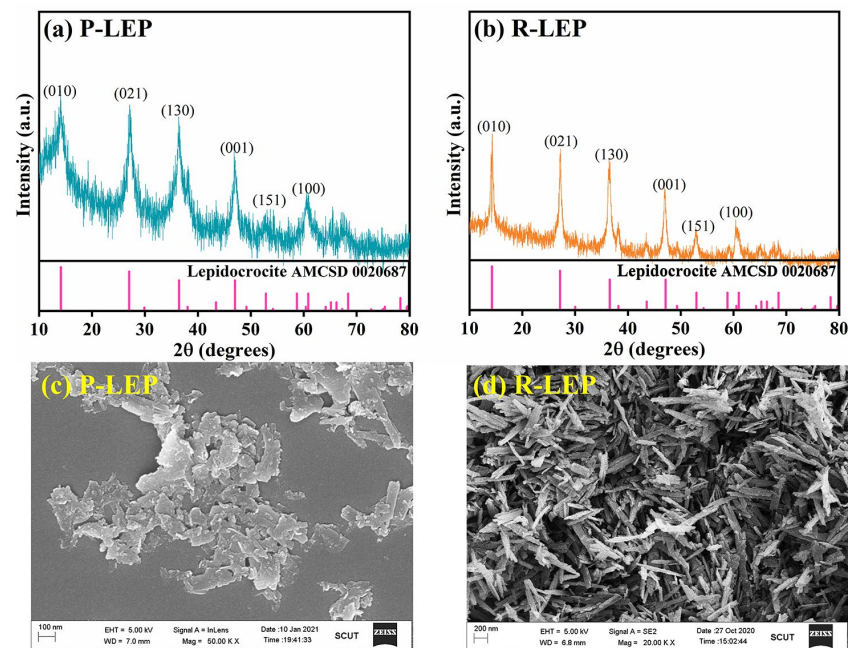 (a) P-LEP
(010)
(021)
(130)
(001)
(151)
(100)
Intensity (a.u.)
Lepidocrocite AMCSD 0020687
10 20 30 40 50 60 70 80
2θ (degrees)
(b) R-LEP
(010)
(021)
(130)
(001)
(151)
(100)
Intensity (a.u.)
Lepidocrocite AMCSD 0020687
10 20 30 40 50 60 70 80
2θ (degrees)
(c) P-LEP
100 nm
EHT = 5.00 kV Signal A = InLens Date :10 Jan 2021
WD = 7.0 mm Mag = 50.00 K X Time :19:41:33
SCUT
ZEISS
(d) R-LEP
200 nm
EHT = 5.00 kV Signal A = SE2 Date :27 Oct 2020
WD = 6.8 mm Mag = 20.00 K X Time :15:02:44
SCUT
ZEISS